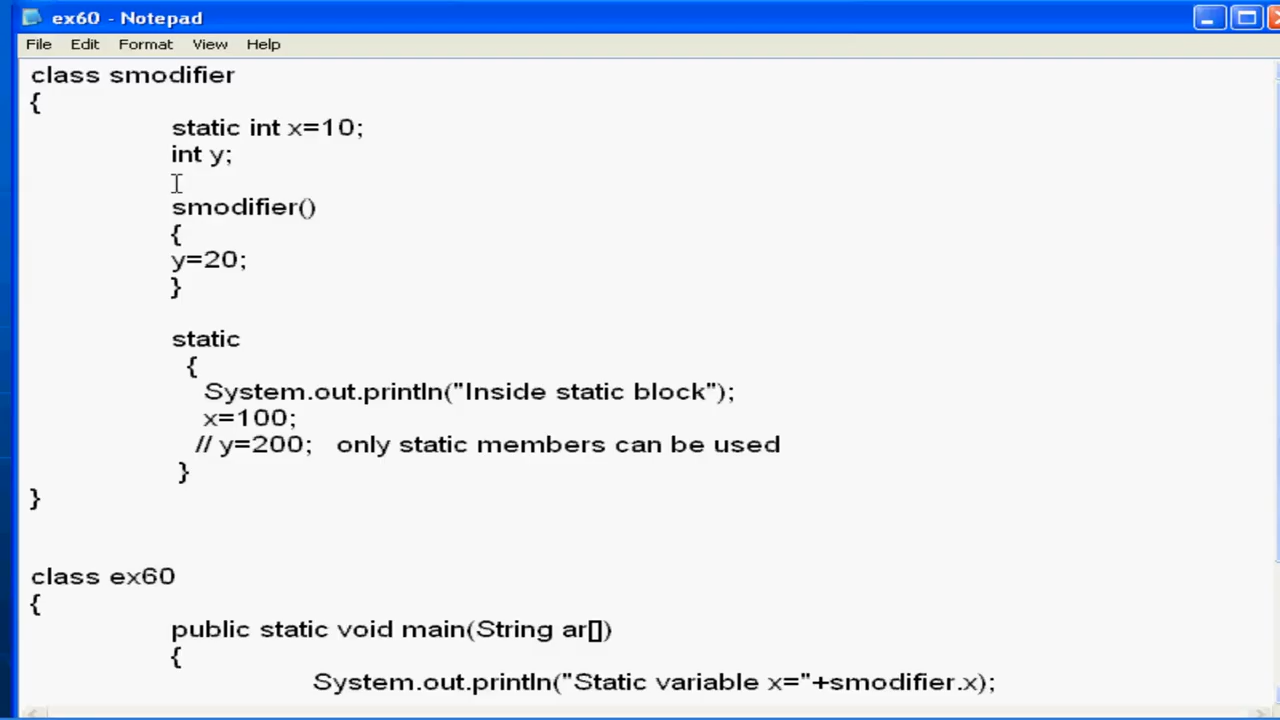 ex60 - Notepad
File Edit Format View Help
class smodifier
{
static int x=10;
int y;
smodifier()
{
y=20;
}
static
{
System.out.println("Inside static block");
x=100;
// y=200; only static members can be used
}
}
class ex60
{
public static void main(String ar[])
{
System.out.println("Static variable x="+smodifier.x);